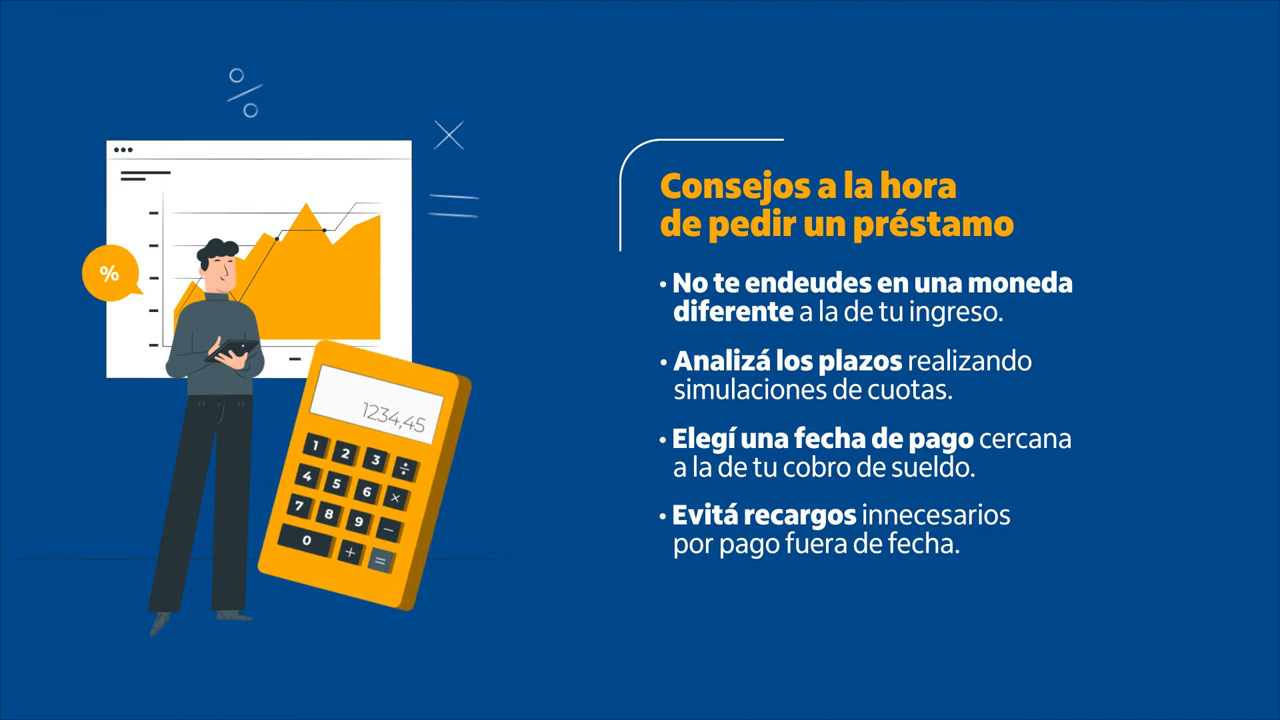 %
1234,45
1 2 3 ÷
4 5 6 ×
7 8 9 −
0 + =
Consejos a la hora
de pedir un préstamo
• No te endeudes en una moneda
diferente a la de tu ingreso.
• Analizá los plazos realizando
simulaciones de cuotas.
• Elegí una fecha de pago cercana
a la de tu cobro de sueldo.
• Evitá recargos innecesarios
por pago fuera de fecha.